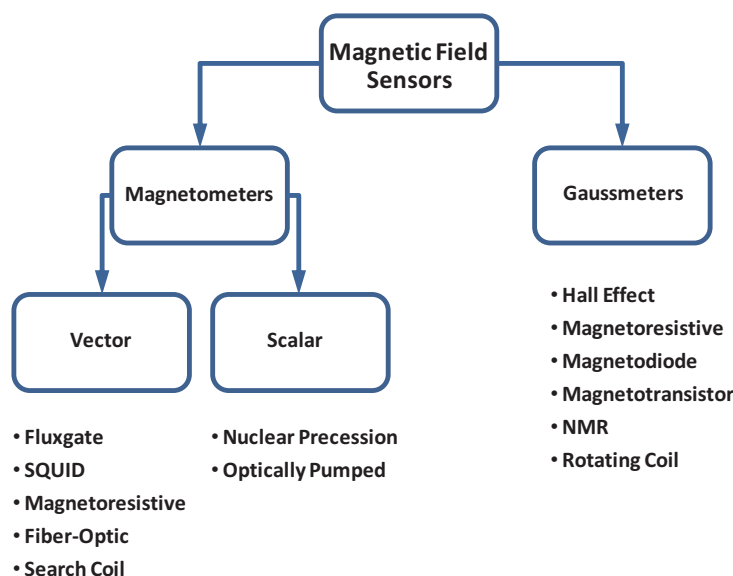 Magnetic Field
Sensors
Magnetometers
Gaussmeters
Vector
Scalar
• Fluxgate
• SQUID
• Magnetoresistive
• Fiber-Optic
• Search Coil
• Nuclear Precession
• Optically Pumped
• Hall Effect
• Magnetoresistive
• Magnetodiode
• Magnetotransistor
• NMR
• Rotating Coil